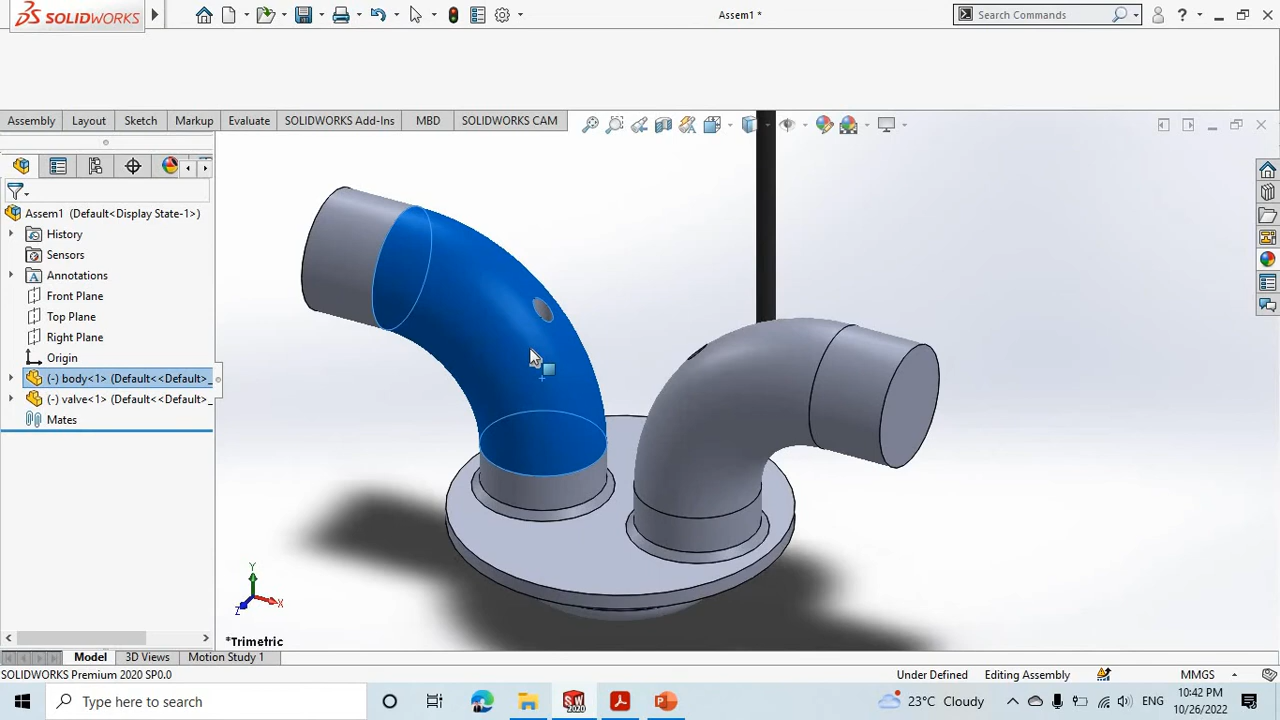 SOLIDWORKS
Assem1 *
Search Commands
?
Assembly
Layout
Sketch
Markup
Evaluate
SOLIDWORKS Add-Ins
MBD
SOLIDWORKS CAM
Assem1 (Default<Display State-1>)
History
Sensors
Annotations
Front Plane
Top Plane
Right Plane
Origin
(-) body<1> (Default<<Default>_
(-) valve<1> (Default<<Default>_
Mates
Y
X
Z
*Trimetric
Model
3D Views
Motion Study 1
SOLIDWORKS Premium 2020 SP0.0
Under Defined
Editing Assembly
MMGS
Type here to search
SW
2020
23°C Cloudy
ENG
10:42 PM
10/26/2022